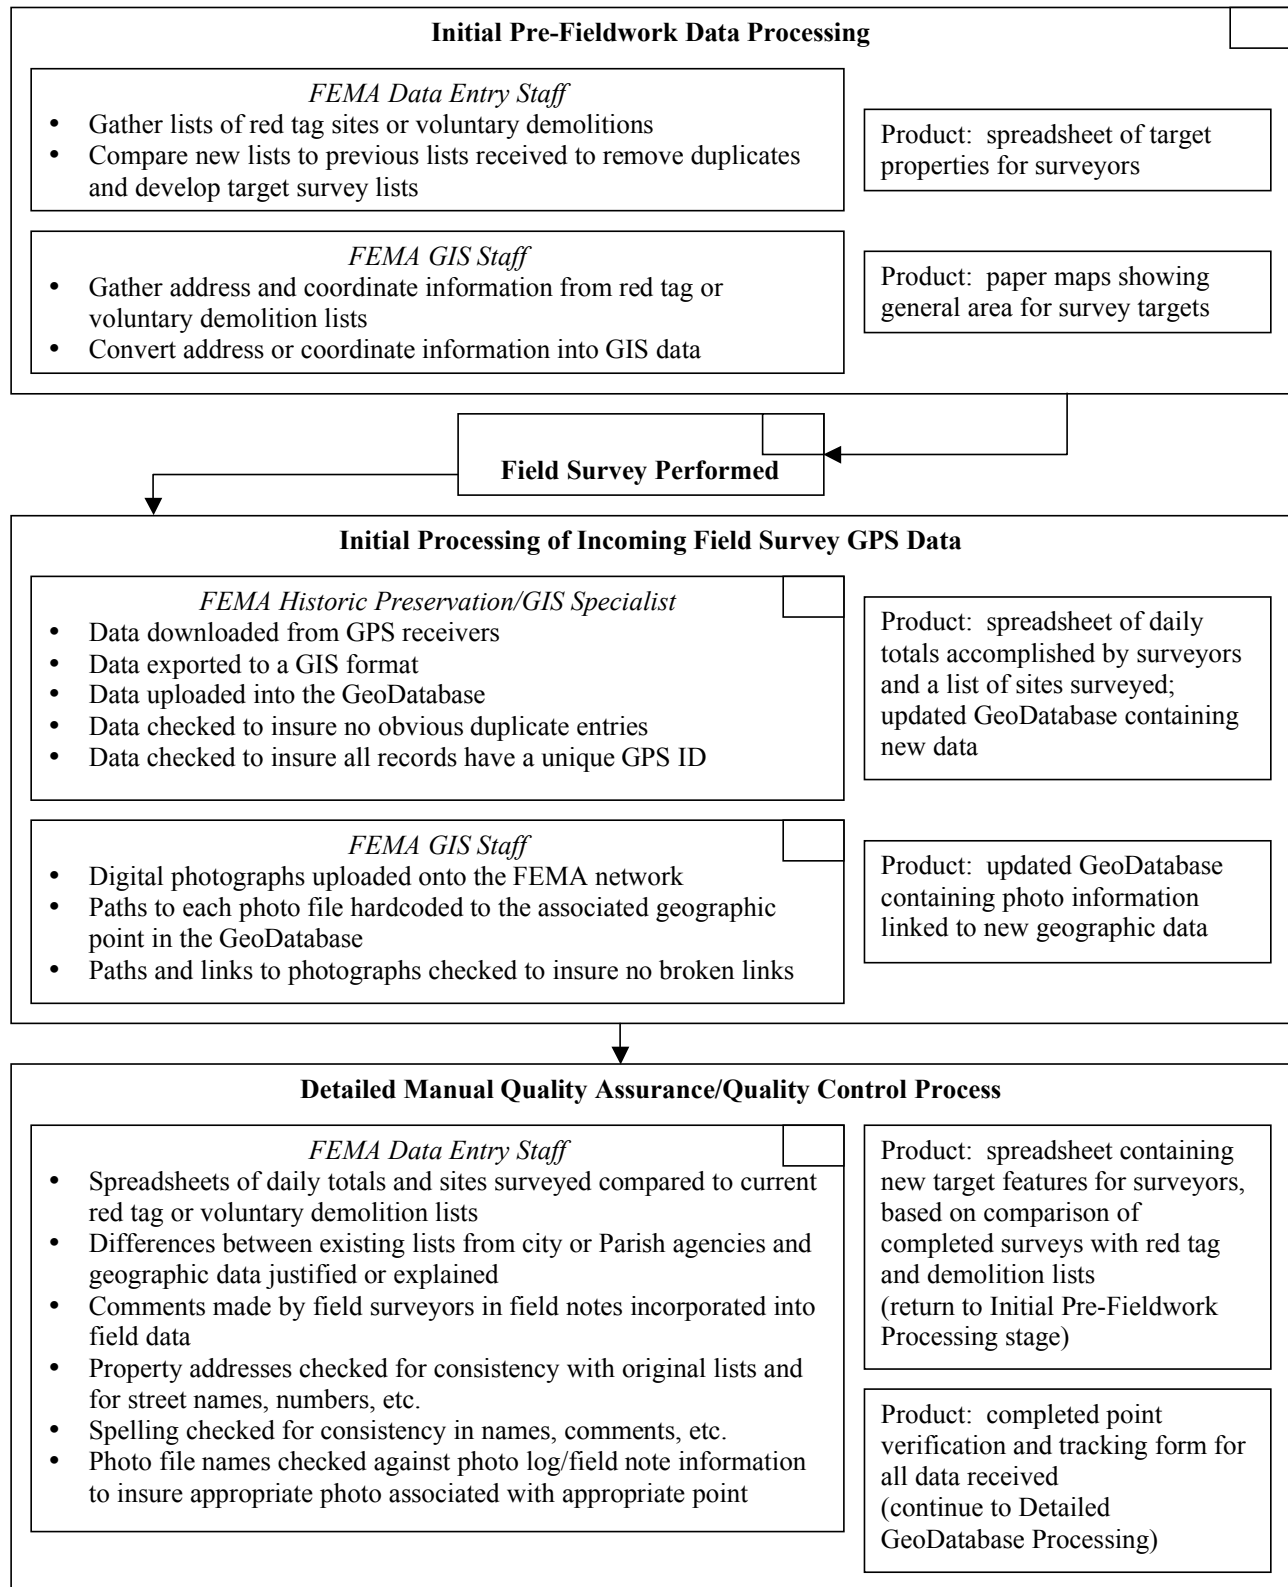 Initial Pre-Fieldwork Data Processing
FEMA Data Entry Staff
• Gather lists of red tag sites or voluntary demolitions
• Compare new lists to previous lists received to remove duplicates
and develop target survey lists
Product: spreadsheet of target
properties for surveyors
FEMA GIS Staff
• Gather address and coordinate information from red tag or
voluntary demolition lists
• Convert address or coordinate information into GIS data
Product: paper maps showing
general area for survey targets
Field Survey Performed
Initial Processing of Incoming Field Survey GPS Data
FEMA Historic Preservation/GIS Specialist
• Data downloaded from GPS receivers
• Data exported to a GIS format
• Data uploaded into the GeoDatabase
• Data checked to insure no obvious duplicate entries
• Data checked to insure all records have a unique GPS ID
Product: spreadsheet of daily
totals accomplished by surveyors
and a list of sites surveyed;
updated GeoDatabase containing
new data
FEMA GIS Staff
• Digital photographs uploaded onto the FEMA network
• Paths to each photo file hardcoded to the associated geographic
point in the GeoDatabase
• Paths and links to photographs checked to insure no broken links
Product: updated GeoDatabase
containing photo information
linked to new geographic data
Detailed Manual Quality Assurance/Quality Control Process
FEMA Data Entry Staff
• Spreadsheets of daily totals and sites surveyed compared to current
red tag or voluntary demolition lists
• Differences between existing lists from city or Parish agencies and
geographic data justified or explained
• Comments made by field surveyors in field notes incorporated into
field data
• Property addresses checked for consistency with original lists and
for street names, numbers, etc.
• Spelling checked for consistency in names, comments, etc.
• Photo file names checked against photo log/field note information
to insure appropriate photo associated with appropriate point
Product: spreadsheet containing
new target features for surveyors,
based on comparison of
completed surveys with red tag
and demolition lists
(return to Initial Pre-Fieldwork
Processing stage)
Product: completed point
verification and tracking form for
all data received
(continue to Detailed
GeoDatabase Processing)